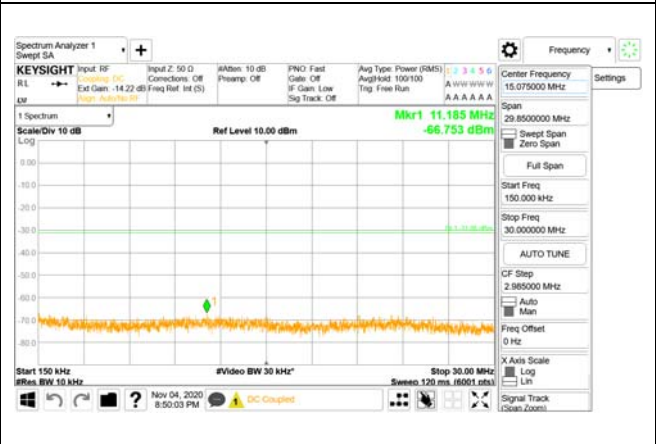 Spectrum Analyzer 1
Swept SA
+
Frequency
KEYSIGHT
Input: RF
Input Z: 50 Ω
#Atten: 10 dB
PNO: Fast
Avg Type: Power (RMS)
1 2 3 4 5 6
RL
Coupling: DC
Corrections: Off
Preamp: Off
Gate: Off
Avg|Hold: 100/100
A W W W W W
Ext Gain: -14.22 dB
Freq Ref: Int (S)
IF Gain: Low
Trig: Free Run
Align: Auto/No RF
Sig Track: Off
A A A A A A
LW
1 Spectrum
Mkr1 11.185 MHz
Scale/Div 10 dB
Ref Level 10.00 dBm
-66.753 dBm
Log
0.00
-10.0
-20.0
-30.0
-40.0
-50.0
-60.0
1
-70.0
-80.0
Start 150 kHz
#Video BW 30 kHz*
Stop 30.00 MHz
#Res BW 10 kHz
Sweep 120 ms (6001 pts)
Nov 04, 2020
8:50:03 PM
?
1
DC Coupled
Center Frequency
15.075000 MHz
Settings
Span
29.8500000 MHz
Swept Span
Zero Span
Full Span
Start Freq
150.000 kHz
Stop Freq
30.000000 MHz
AUTO TUNE
CF Step
2.985000 MHz
Auto
Man
Freq Offset
0 Hz
X Axis Scale
Log
Lin
Signal Track
(Span Zoom)